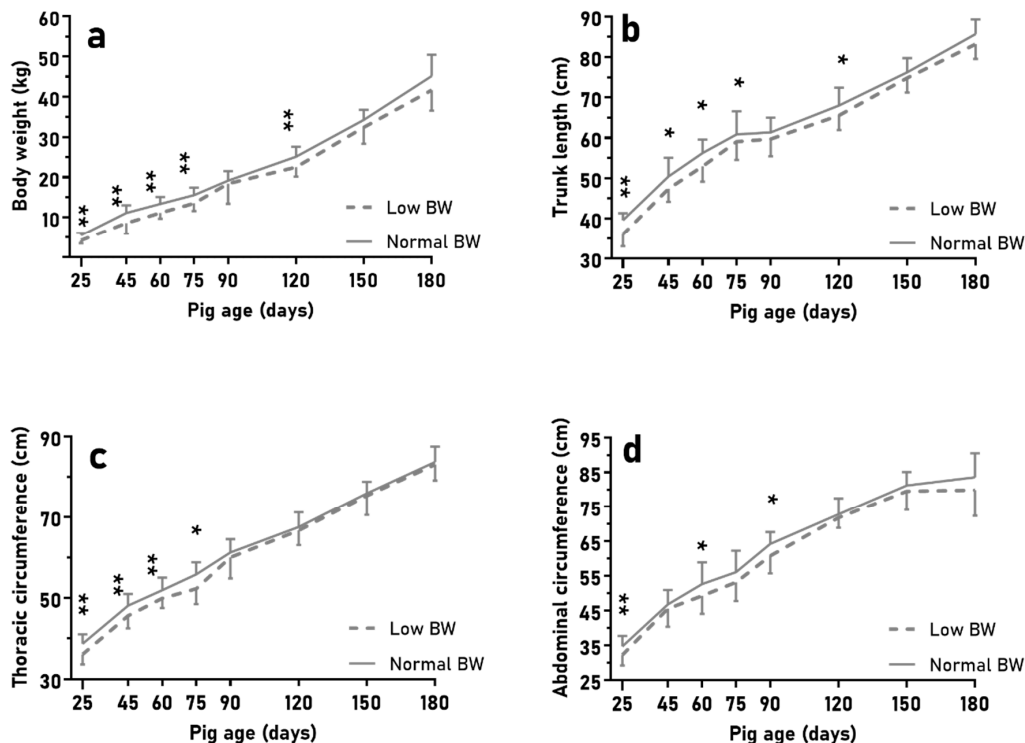 a
Body weight (kg)
60
50
40
30
20
10
**
**
**
**
**
Low BW
Normal BW
25 45 60 75 90 120 150 180
Pig age (days)
b
Trunk length (cm)
90
80
70
60
50
40
30
**
*
*
*
*
Low BW
Normal BW
25 45 60 75 90 120 150 180
Pig age (days)
c
Thoracic circumference (cm)
90
70
50
30
**
**
**
*
Low BW
Normal BW
25 45 60 75 90 120 150 180
Pig age (days)
d
Abdominal circumference (cm)
95
85
75
65
55
45
35
25
**
*
*
Low BW
Normal BW
25 45 60 75 90 120 150 180
Pig age (days)